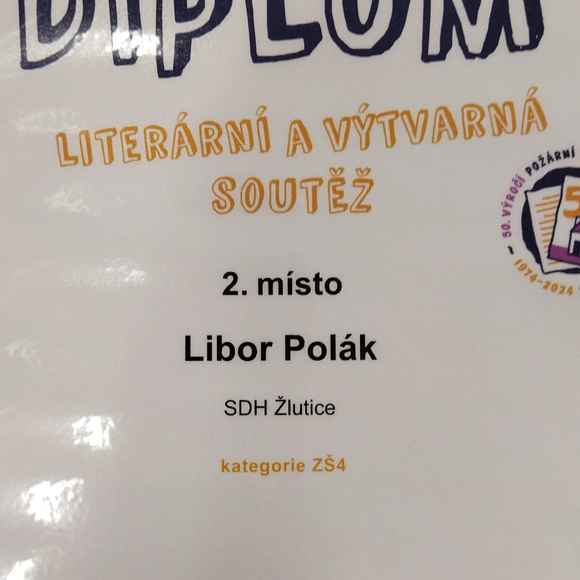 DIPLOM
LITERÁRNÍ A VÝTVARNÁ
SOUTĚŽ
50. VÝROČÍ POŽÁRNÍ
1974-2024
2. místo
Libor Polák
SDH Žlutice
kategorie ZŠ4